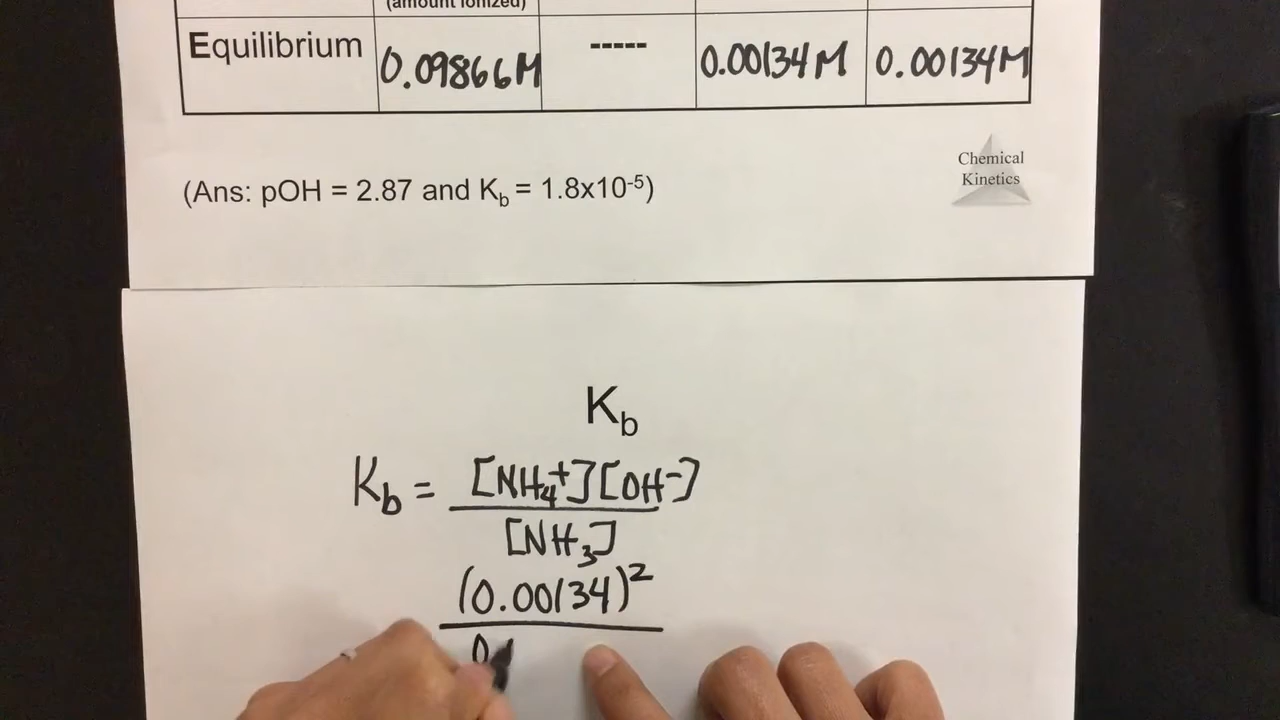 (amount ionized)
Equilibrium 0.09866M ----- 0.00134M 0.00134M
(Ans: pOH = 2.87 and Kb = 1.8x10-5)
Chemical
Kinetics
Kb
Kb = [NH4+][OH-]
[NH3]
(0.00134)2
0.